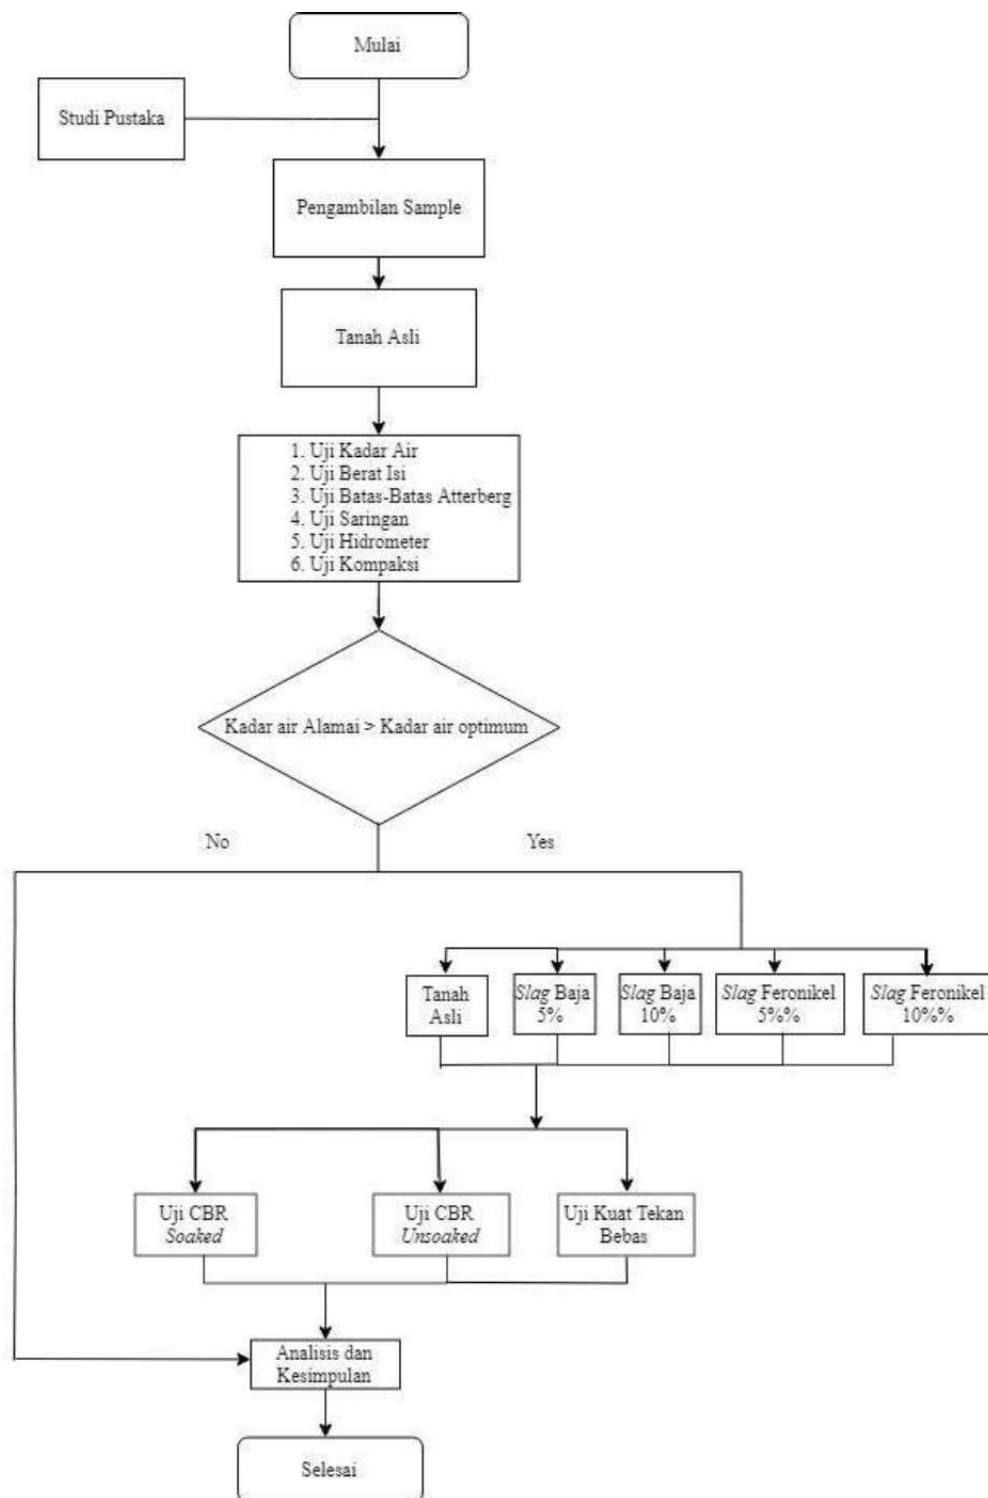 Mulai
Studi Pustaka
Pengambilan Sample
Tanah Asli
1. Uji Kadar Air
2. Uji Berat Isi
3. Uji Batas-Batas Atterberg
4. Uji Saringan
5. Uji Hidrometer
6. Uji Kompaksi
Kadar air Alamai > Kadar air optimum
No
Yes
Tanah
Asli
Slag Baja
5%
Slag Baja
10%
Slag Feronikel
5%%
Slag Feronikel
10%%
Uji CBR
Soaked
Uji CBR
Unsoaked
Uji Kuat Tekan
Bebas
Analisis dan
Kesimpulan
Selesai